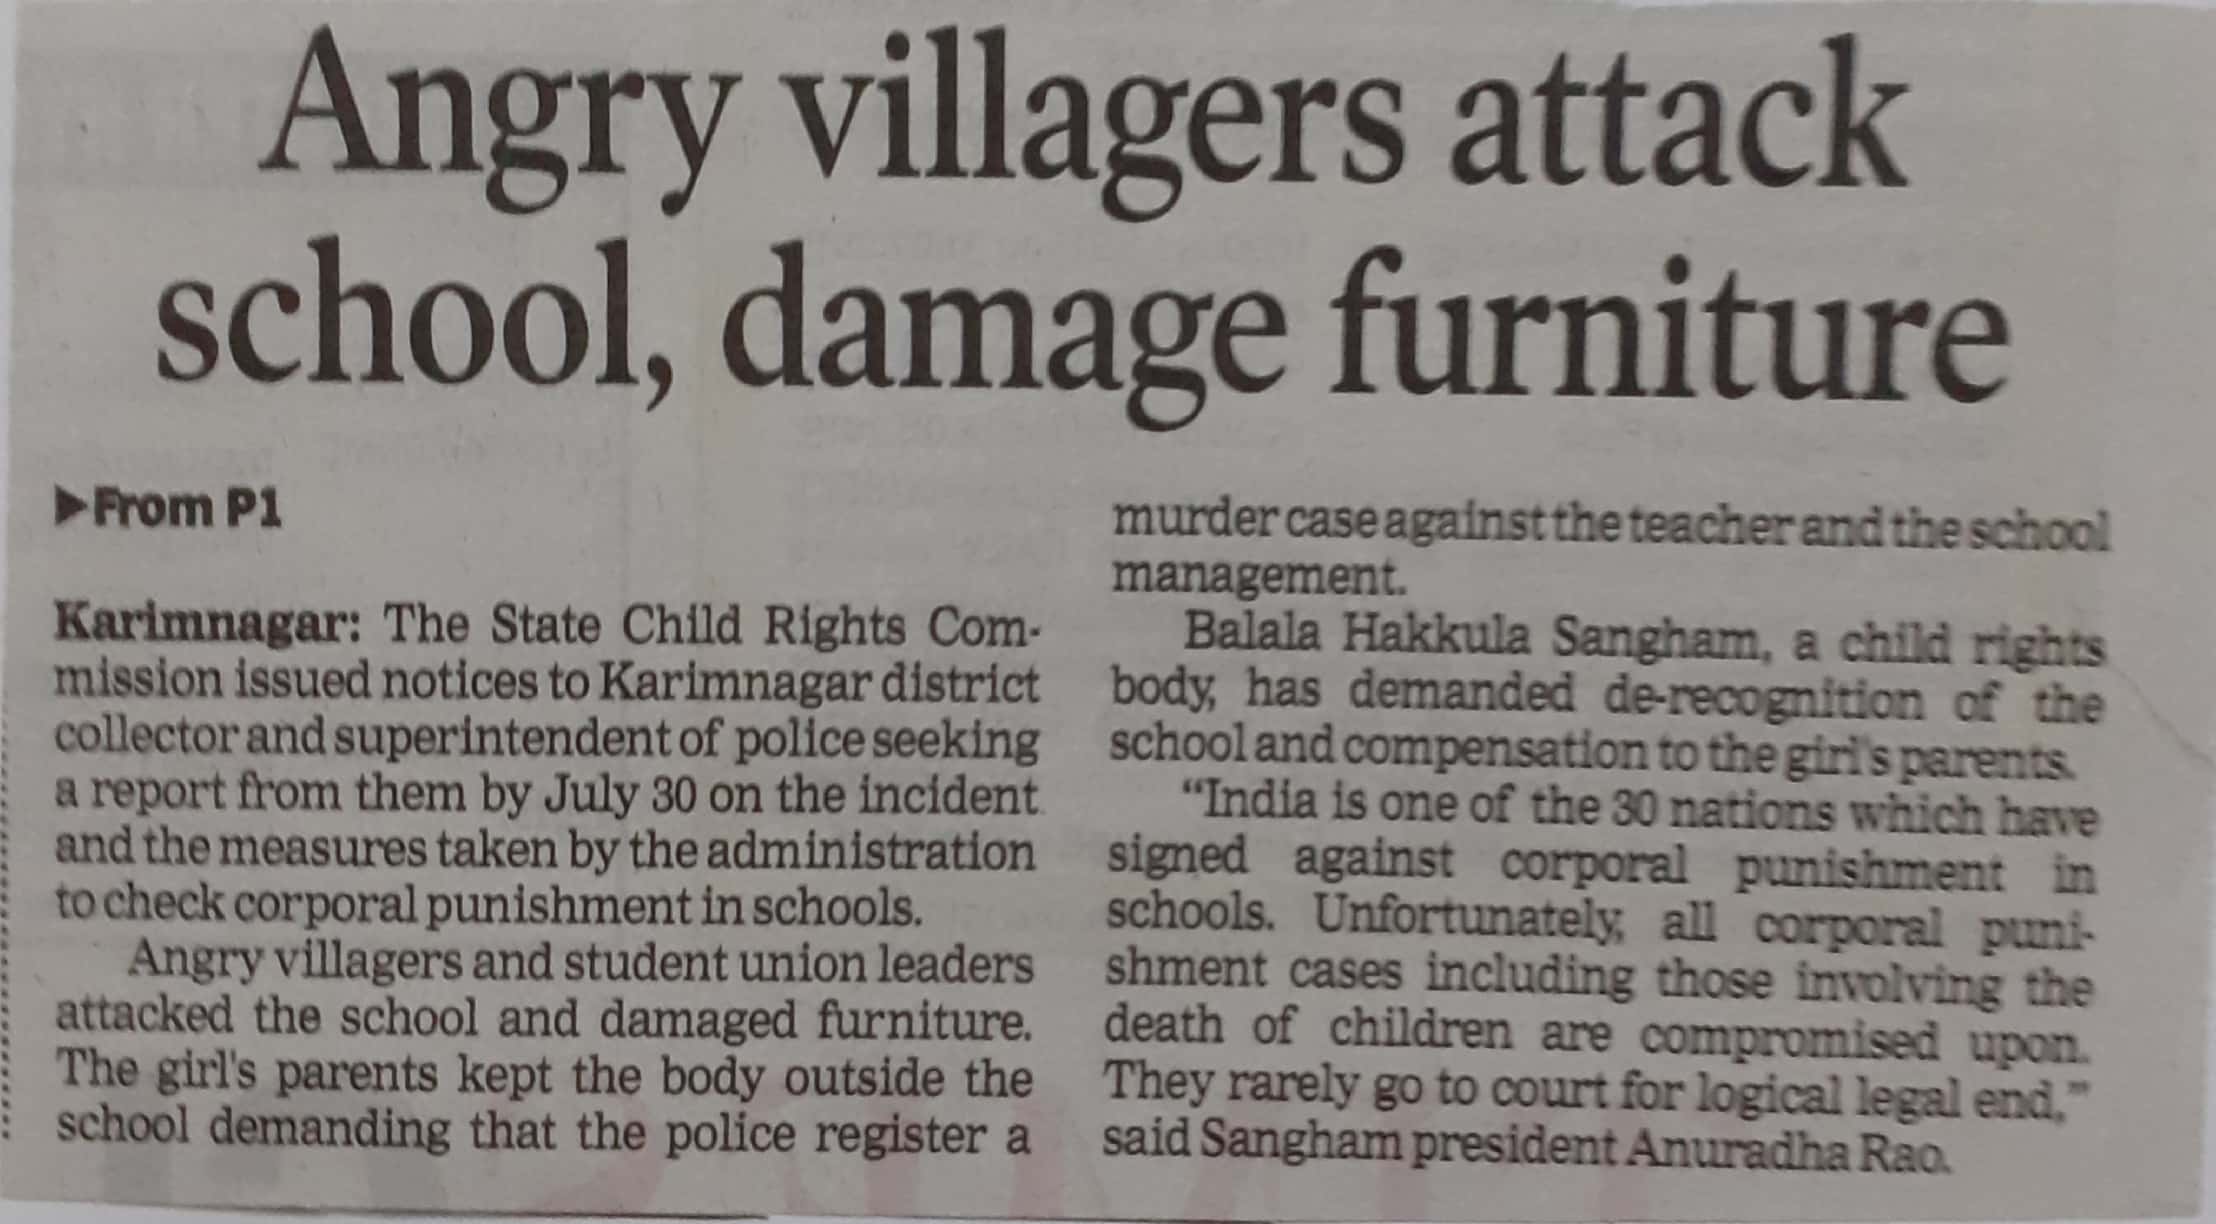 Angry villagers attack
school, damage furniture
▶From P1
Karimnagar: The State Child Rights Com-
mission issued notices to Karimnagar district
collector and superintendent of police seeking
a report from them by July 30 on the incident
and the measures taken by the administration
to check corporal punishment in schools.
Angry villagers and student union leaders
attacked the school and damaged furniture.
The girl's parents kept the body outside the
school demanding that the police register a
murder case against the teacher and the school
management.
Balala Hakkula Sangham, a child rights
body, has demanded de-recognition of the
school and compensation to the girl's parents.
“India is one of the 30 nations which have
signed against corporal punishment in
schools. Unfortunately, all corporal puni-
shment cases including those involving the
death of children are compromised upon.
They rarely go to court for logical legal end,”
said Sangham president Anuradha Rao.